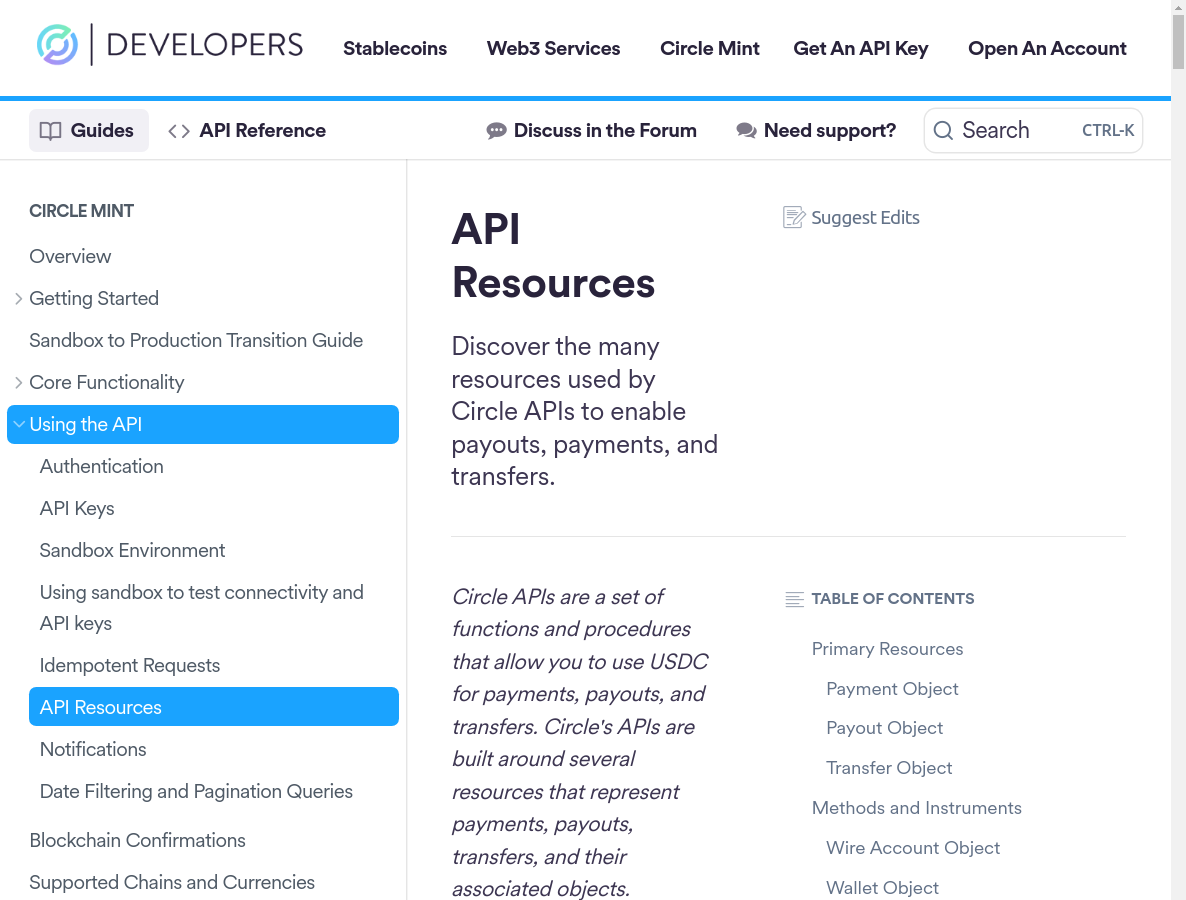 DEVELOPERS
Stablecoins
Web3 Services
Circle Mint
Get An API Key
Open An Account
Guides
API Reference
Discuss in the Forum
Need support?
Search
CTRL-K
CIRCLE MINT
Overview
Getting Started
Sandbox to Production Transition Guide
Core Functionality
Using the API
Authentication
API Keys
Sandbox Environment
Using sandbox to test connectivity and
API keys
Idempotent Requests
API Resources
Notifications
Date Filtering and Pagination Queries
Blockchain Confirmations
Supported Chains and Currencies
API
Resources
Suggest Edits
Discover the many
resources used by
Circle APIs to enable
payouts, payments, and
transfers.
Circle APIs are a set of
functions and procedures
that allow you to use USDC
for payments, payouts, and
transfers. Circle's APIs are
built around several
resources that represent
payments, payouts,
transfers, and their
associated objects.
TABLE OF CONTENTS
Primary Resources
Payment Object
Payout Object
Transfer Object
Methods and Instruments
Wire Account Object
Wallet Object